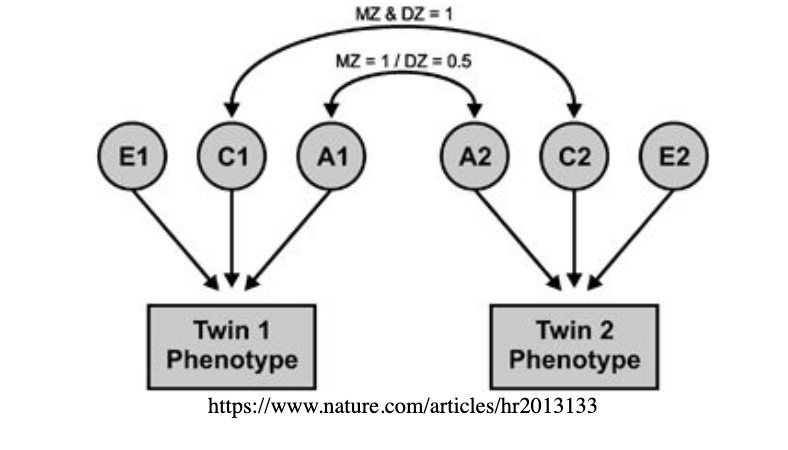 MZ & DZ = 1
MZ = 1 / DZ = 0.5
E1 C1 A1 A2 C2 E2
Twin 1
Phenotype
Twin 2
Phenotype
https://www.nature.com/articles/hr2013133